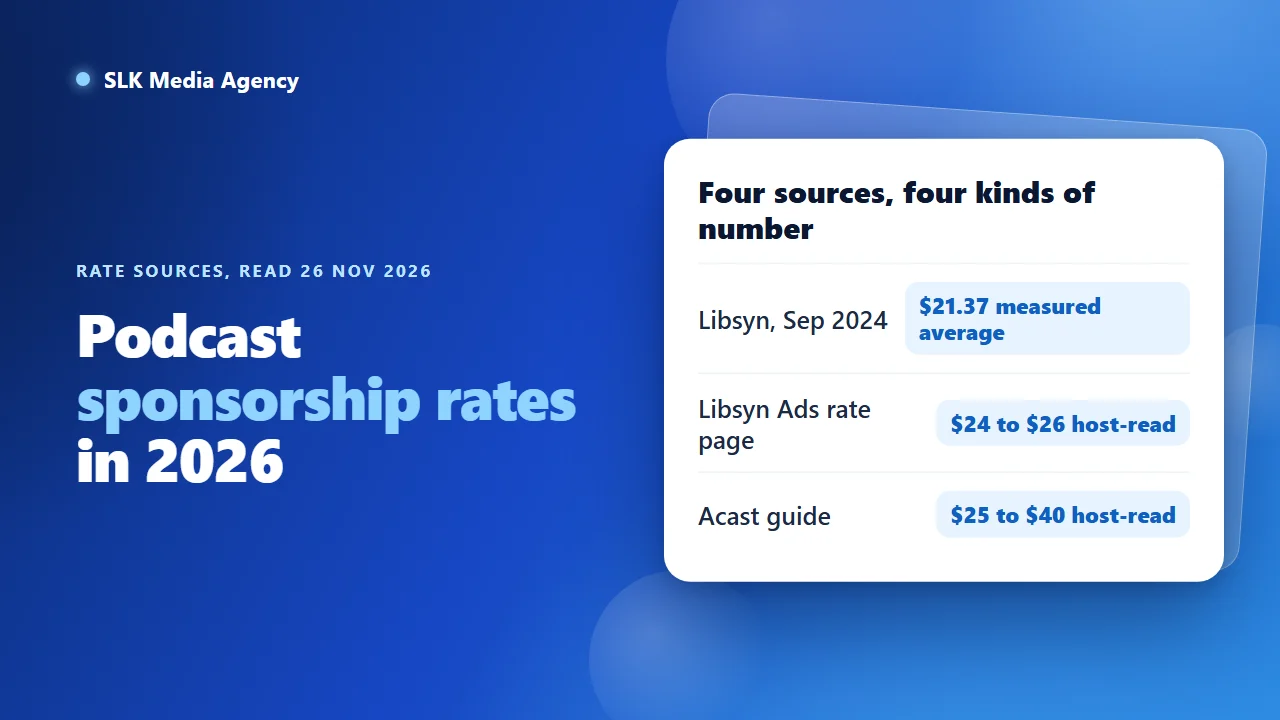 SLK Media Agency
RATE SOURCES, READ 26 NOV 2026
Podcast
sponsorship rates
in 2026
Four sources, four kinds of
number
Libsyn, Sep 2024
$21.37 measured
average
Libsyn Ads rate
page
$24 to $26 host-read
Acast guide
$25 to $40 host-read